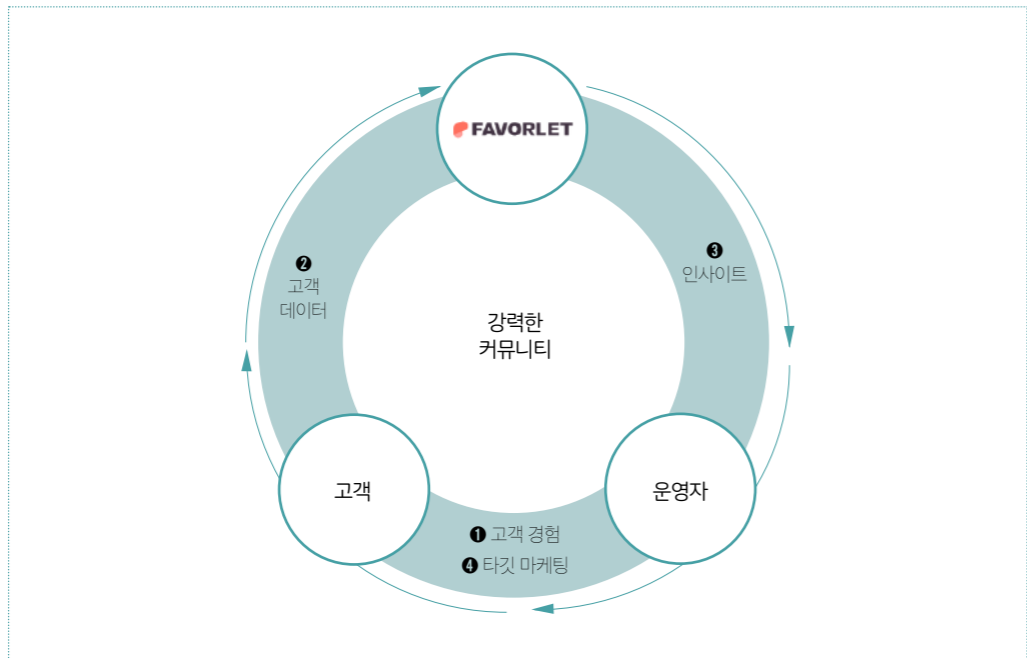 FAVORLET
❷
고객
데이터
❸
인사이트
강력한
커뮤니티
고객
운영자
❶ 고객 경험
❹ 타깃 마케팅